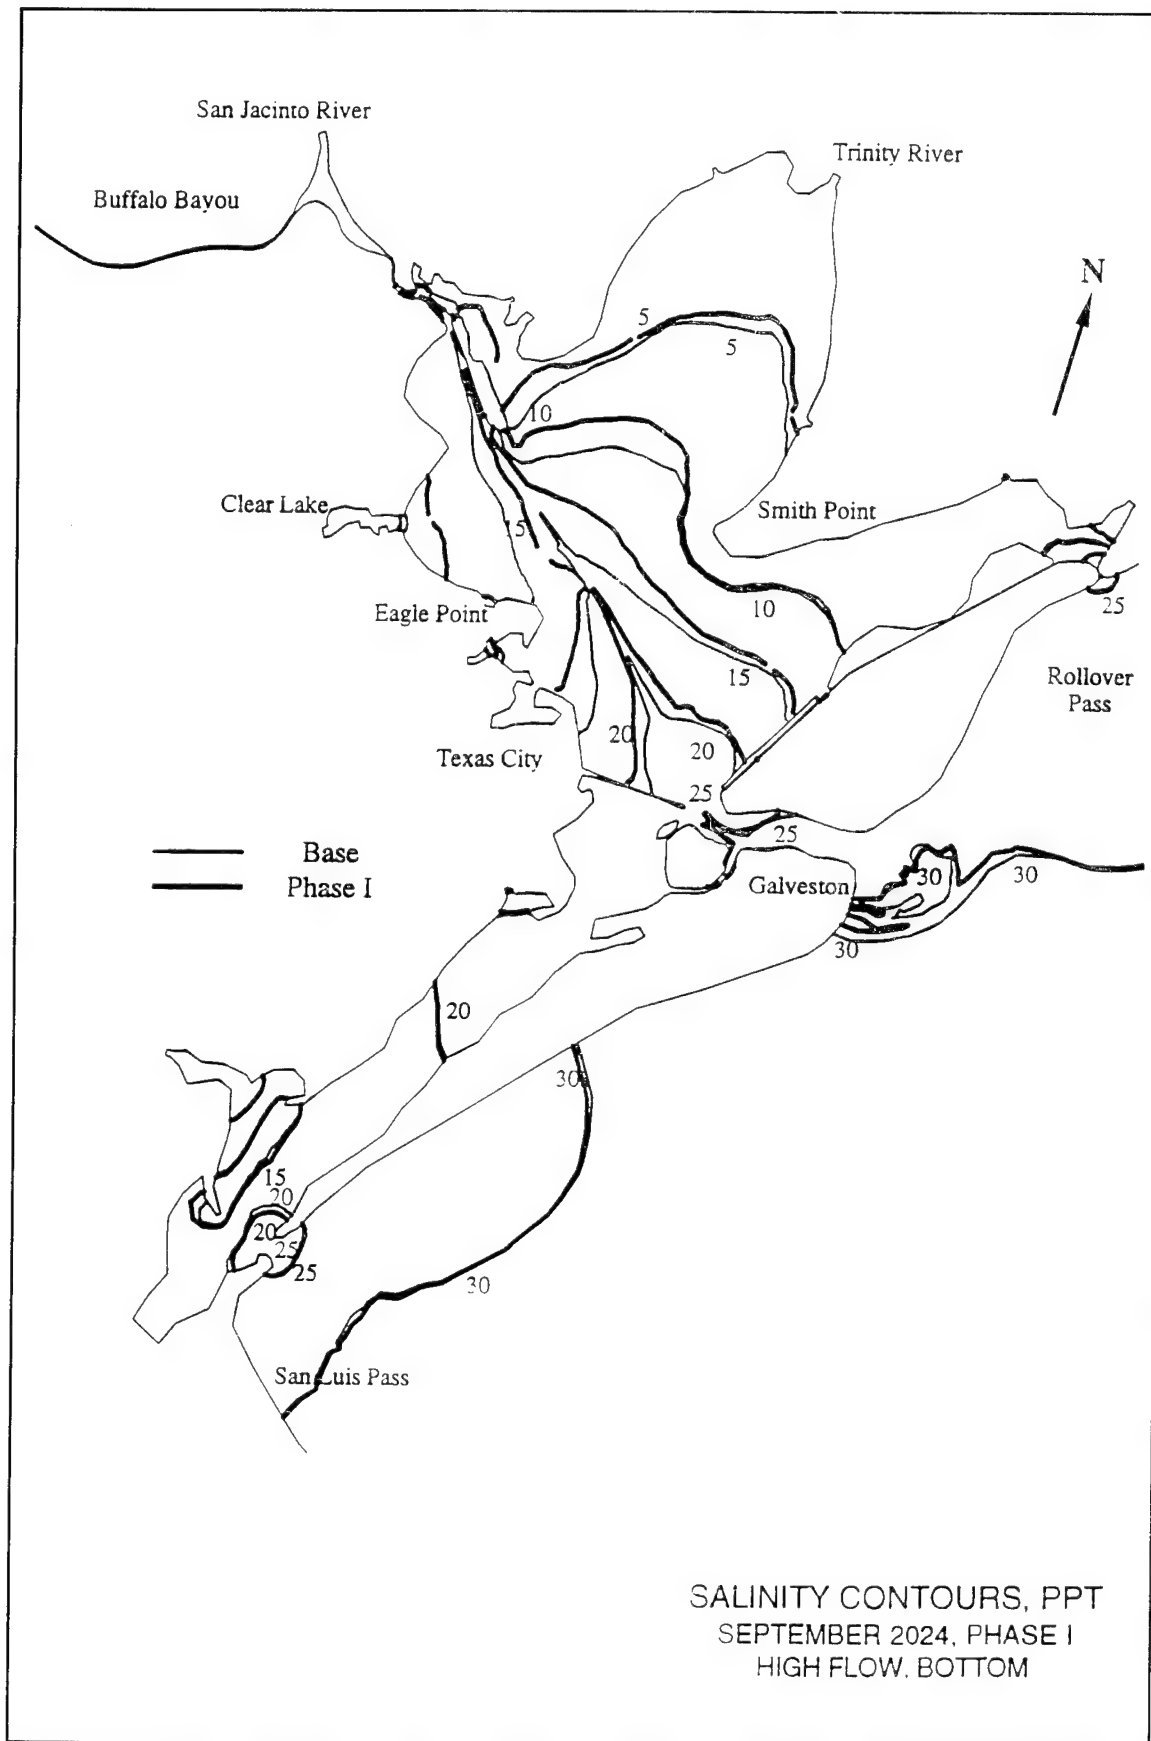 San Jacinto River
Trinity River
Buffalo Bayou
N
5
5
10
Clear Lake
Smith Point
15
10
25
Eagle Point
15
Rollover
Pass
20
20
Texas City
25
25
Base
Phase I
Galveston
30
30
30
20
30
15
20
20
25
25
30
San Luis Pass
SALINITY CONTOURS, PPT
SEPTEMBER 2024, PHASE I
HIGH FLOW, BOTTOM